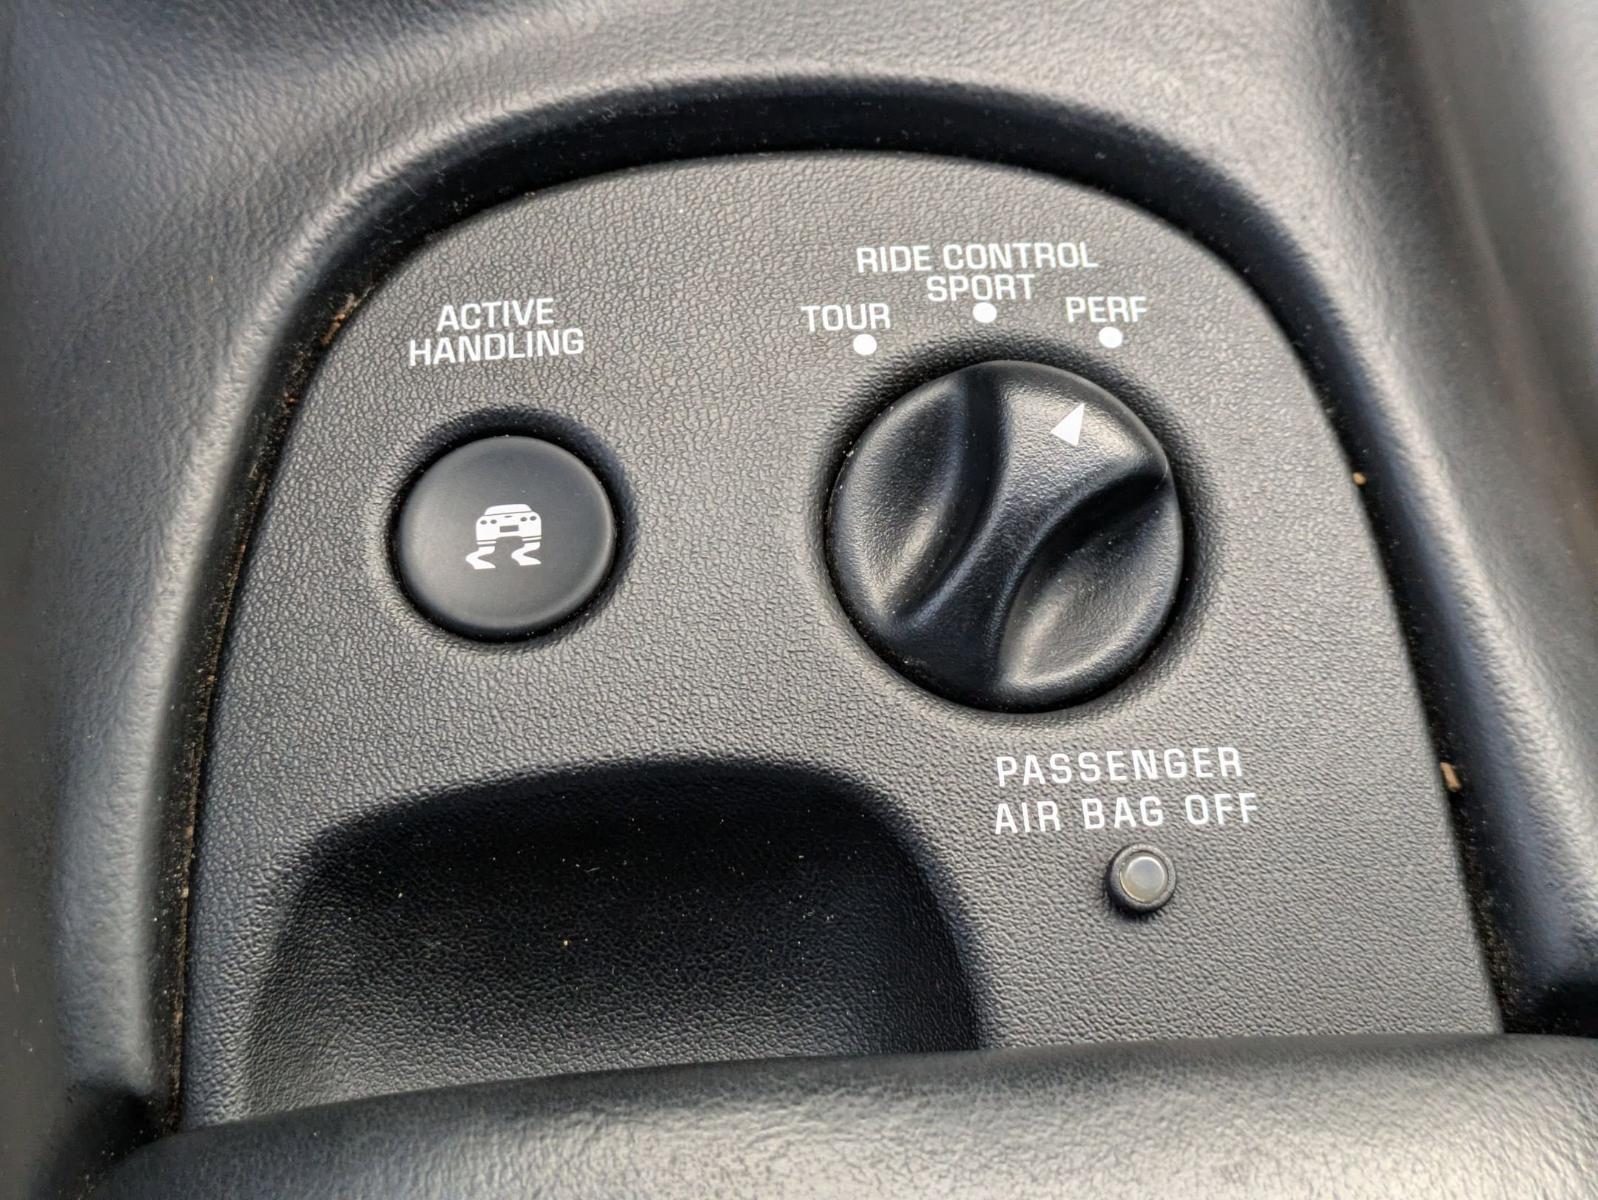 ACTIVE
HANDLING
RIDE CONTROL
SPORT
TOUR
PERF
PASSENGER
AIR BAG OFF